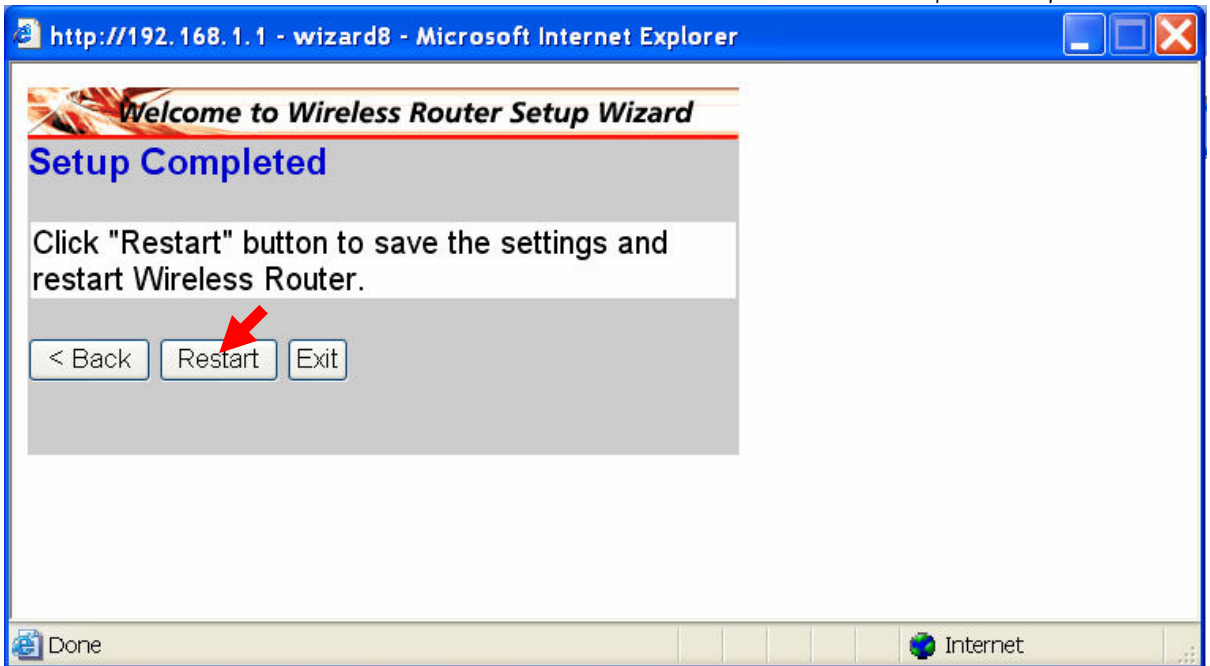 http://192.168.1.1 - wizard8 - Microsoft Internet Explorer
Welcome to Wireless Router Setup Wizard
Setup Completed
Click "Restart" button to save the settings and
restart Wireless Router.
< Back Restart Exit
Done Internet